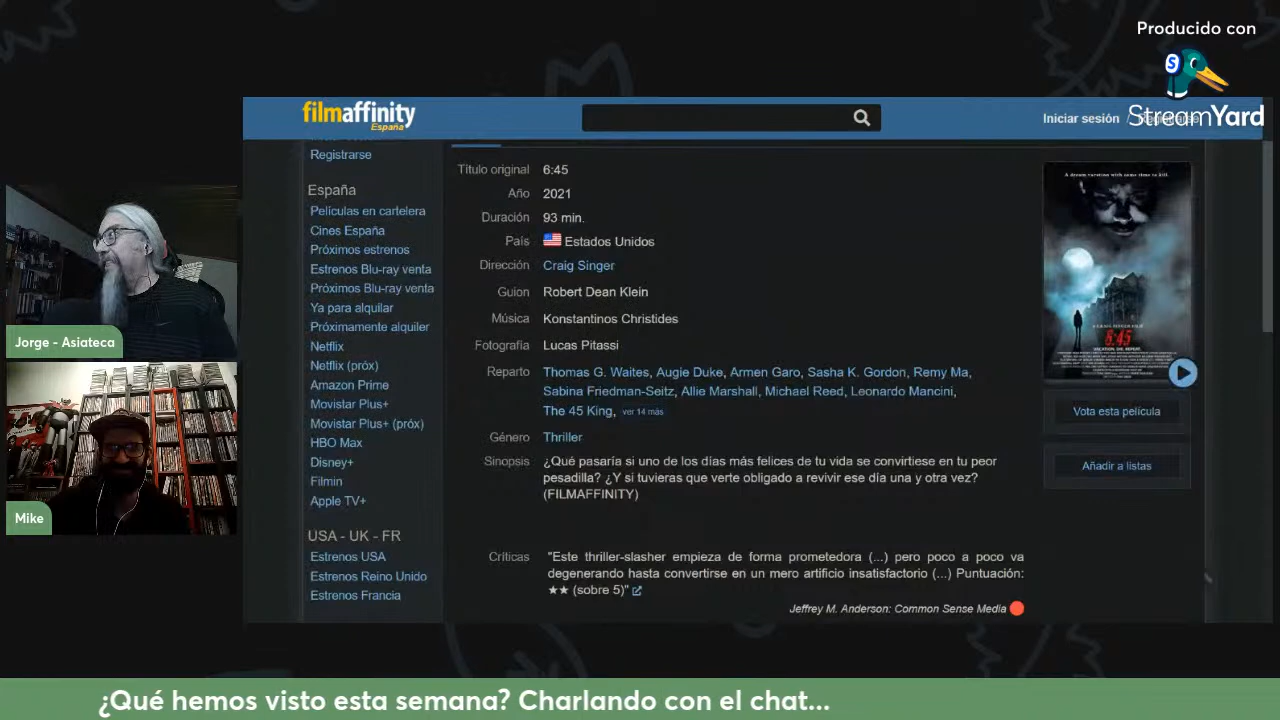 Producido con
StreamYard
filmaffinity
España
Iniciar sesión /
Registrarse
España
Películas en cartelera
Cines España
Próximos estrenos
Estrenos Blu-ray venta
Próximos Blu-ray venta
Ya para alquilar
Próximamente alquiler
Netflix
Netflix (próx)
Amazon Prime
Movistar Plus+
Movistar Plus+ (próx)
HBO Max
Disney+
Filmin
Apple TV+
USA - UK - FR
Estrenos USA
Estrenos Reino Unido
Estrenos Francia
Título original 6:45
Año 2021
Duración 93 min.
País Estados Unidos
Dirección Craig Singer
Guion Robert Dean Klein
Música Konstantinos Christides
Fotografía Lucas Pitassi
Reparto Thomas G. Waites, Augie Duke, Armen Garo, Sasha K. Gordon, Remy Ma,
Sabina Friedman-Seitz, Allie Marshall, Michael Reed, Leonardo Mancini,
The 45 King, ver 14 más
Género Thriller
Sinopsis ¿Qué pasaría si uno de los días más felices de tu vida se convirtiese en tu peor
pesadilla? ¿Y si tuvieras que verte obligado a revivir ese día una y otra vez?
(FILMAFFINITY)
Críticas "Este thriller-slasher empieza de forma prometedora (...) pero poco a poco va
degenerando hasta convertirse en un mero artificio insatisfactorio (...) Puntuación:
★★ (sobre 5)"
Jeffrey M. Anderson: Common Sense Media
A dream vacation with some time to kill.
6:45
Vota esta película
Añadir a listas
Jorge - Asiateca
Mike
¿Qué hemos visto esta semana? Charlando con el chat...